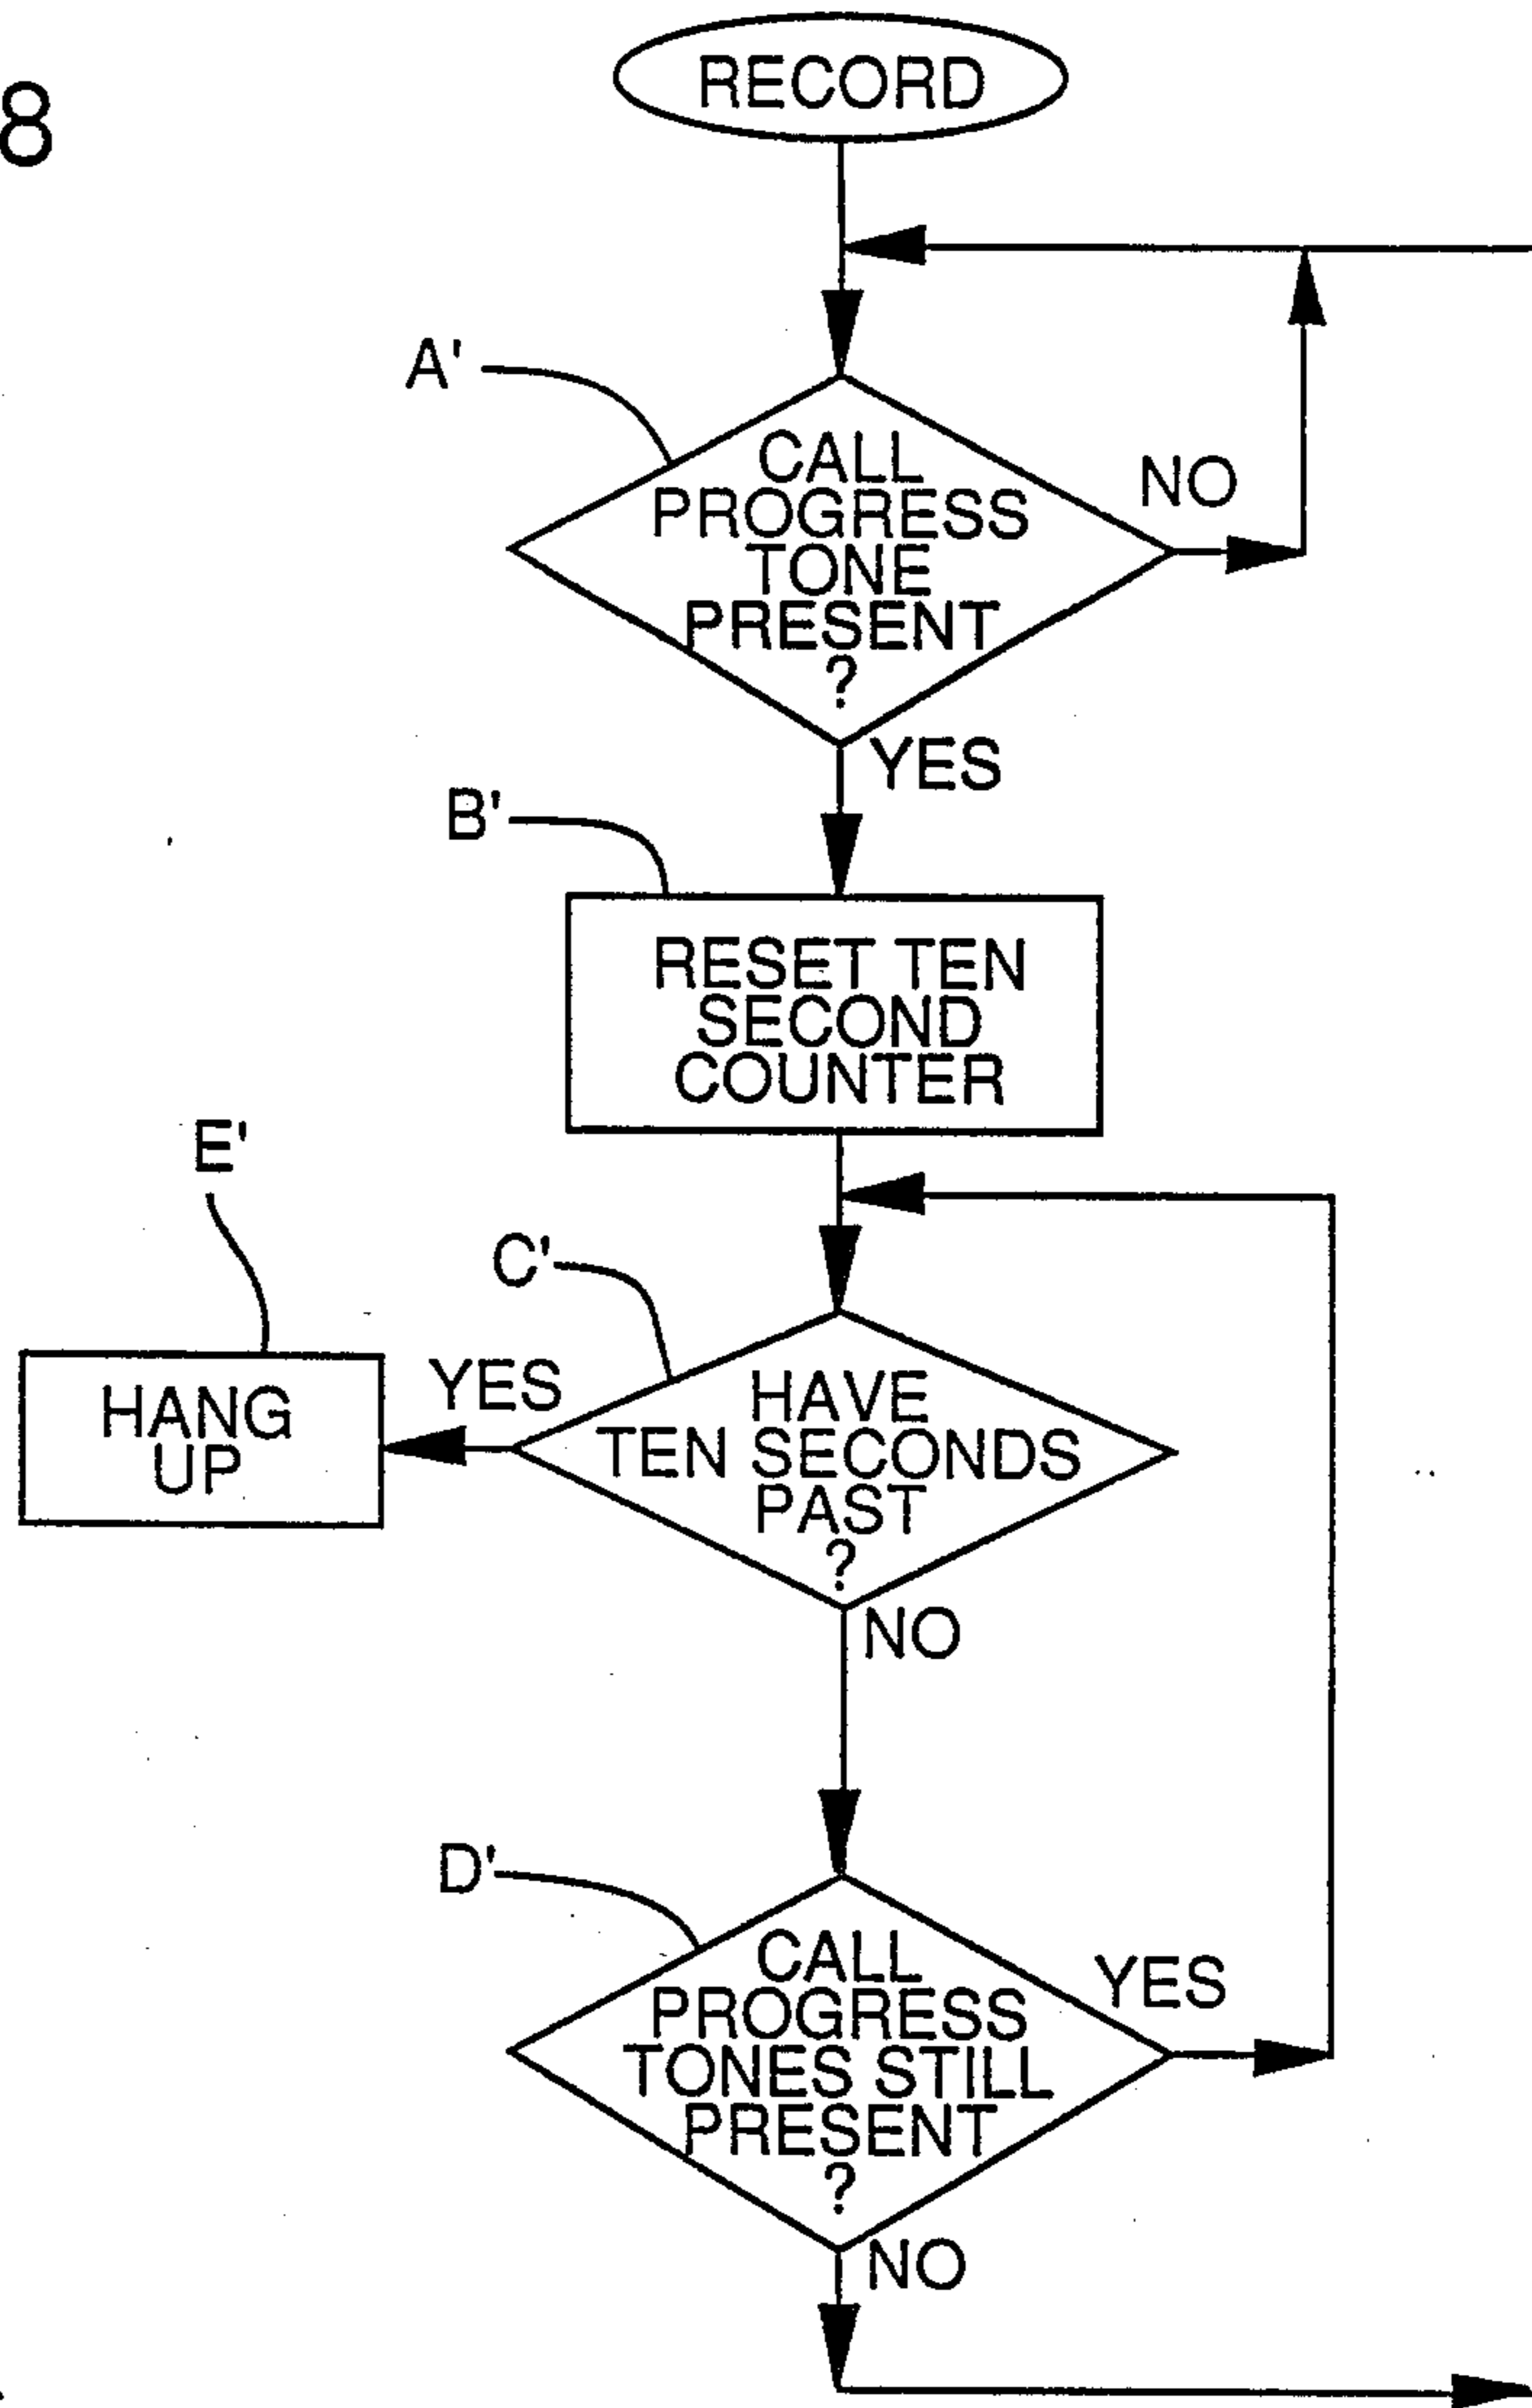 8
RECORD
A'
CALL
PROGRESS
TONE
PRESENT
?
NO
YES
B'
RESET TEN
SECOND
COUNTER
E'
C'
HANG
UP
YES
HAVE
TEN SECONDS
PAST
?
NO
D'
CALL
PROGRESS
TONES STILL
PRESENT
?
YES
NO